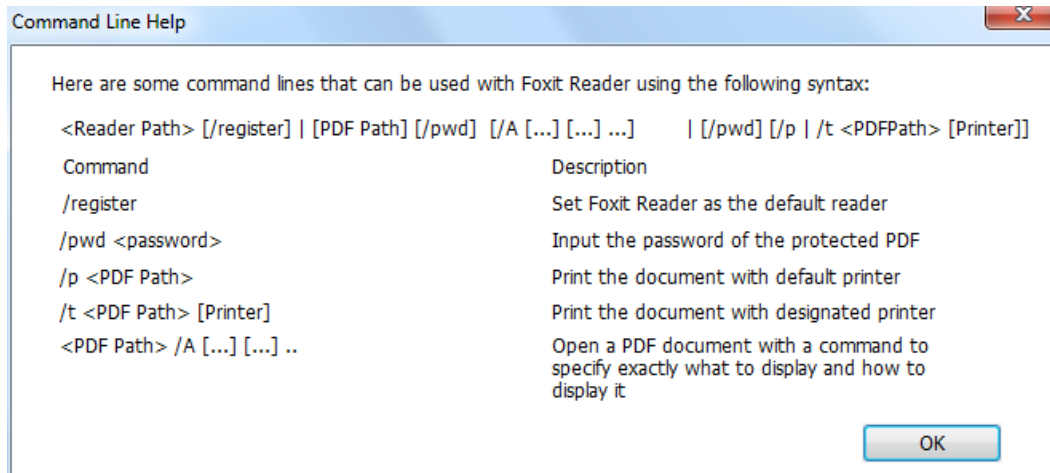 Command Line Help
Here are some command lines that can be used with Foxit Reader using the following syntax:
<Reader Path> [/register] | [PDF Path] [/pwd]  [/A [...] [...] ...]        | [/pwd] [/p | /t <PDFPath> [Printer]]
Command Description
/register Set Foxit Reader as the default reader
/pwd <password> Input the password of the protected PDF
/p <PDF Path> Print the document with default printer
/t <PDF Path> [Printer] Print the document with designated printer
<PDF Path> /A [...] [...] .. Open a PDF document with a command to
specify exactly what to display and how to
display it
OK